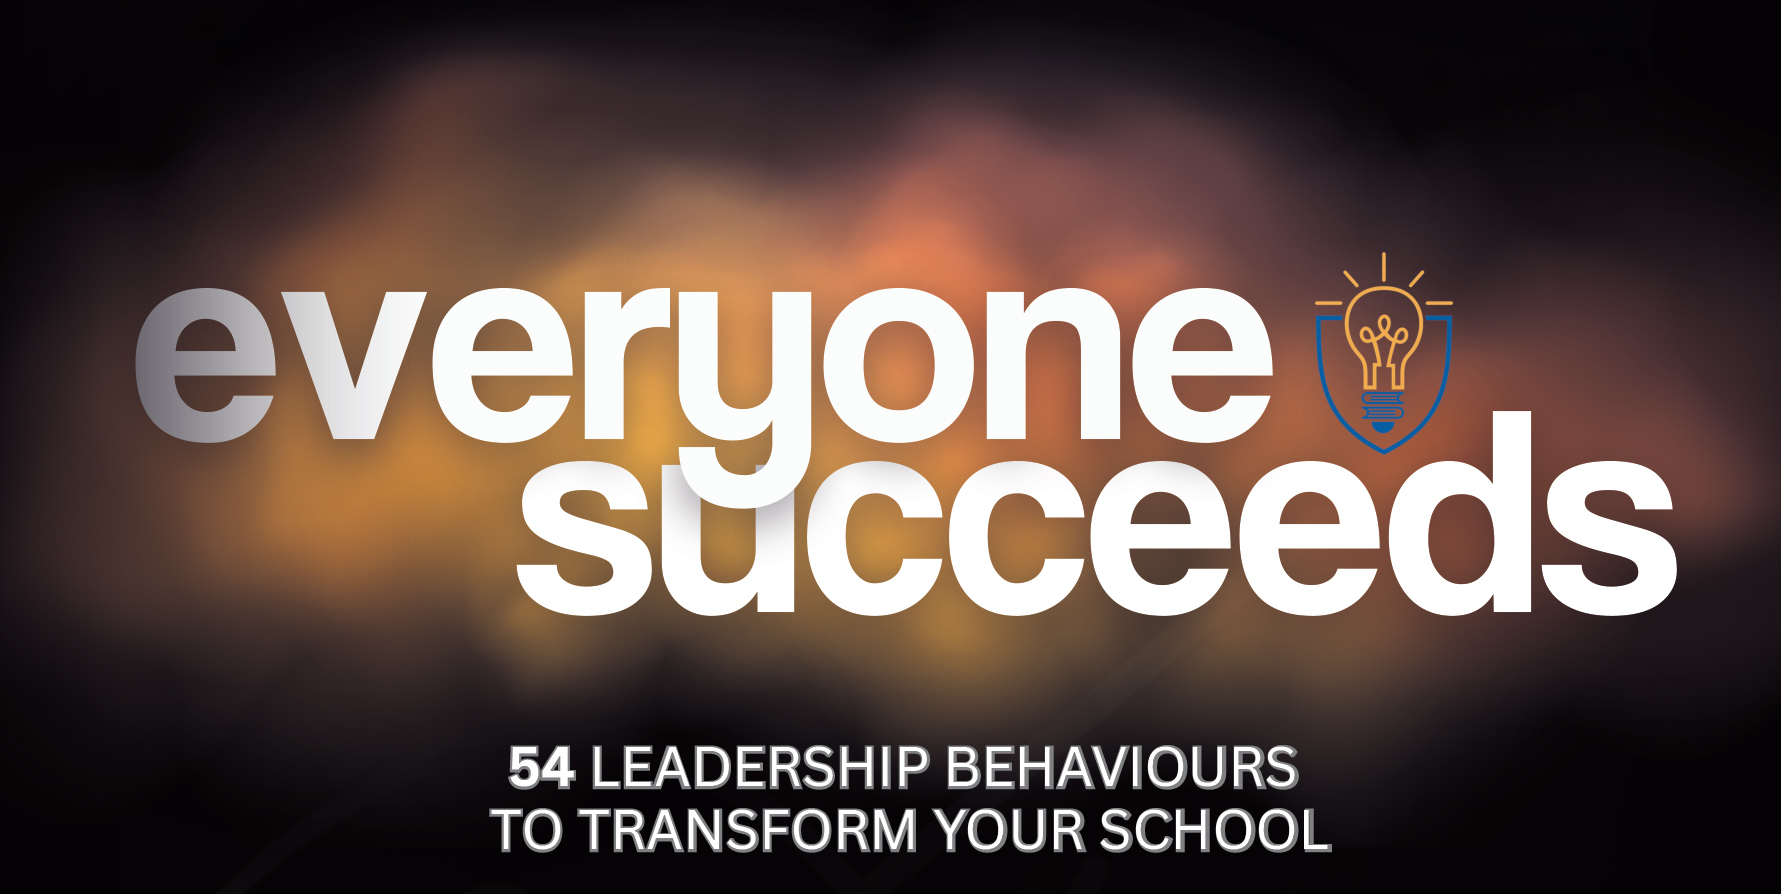 everyone
succeeds
54 LEADERSHIP BEHAVIOURS
TO TRANSFORM YOUR SCHOOL